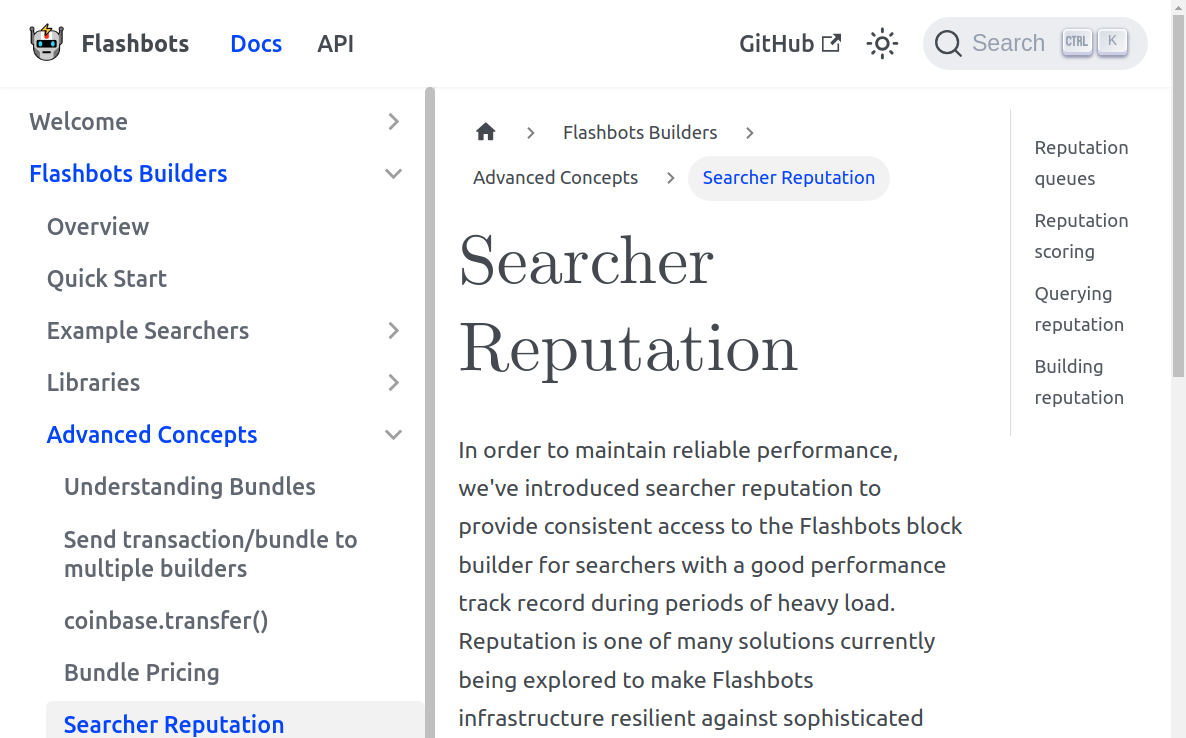 Flashbots
Docs
API
GitHub
Search
CTRL
K
Welcome
Flashbots Builders
Overview
Quick Start
Example Searchers
Libraries
Advanced Concepts
Understanding Bundles
Send transaction/bundle to
multiple builders
coinbase.transfer()
Bundle Pricing
Searcher Reputation
Flashbots Builders
Advanced Concepts
Searcher Reputation
Searcher
Reputation
In order to maintain reliable performance,
we've introduced searcher reputation to
provide consistent access to the Flashbots block
builder for searchers with a good performance
track record during periods of heavy load.
Reputation is one of many solutions currently
being explored to make Flashbots
infrastructure resilient against sophisticated
Reputation
queues
Reputation
scoring
Querying
reputation
Building
reputation